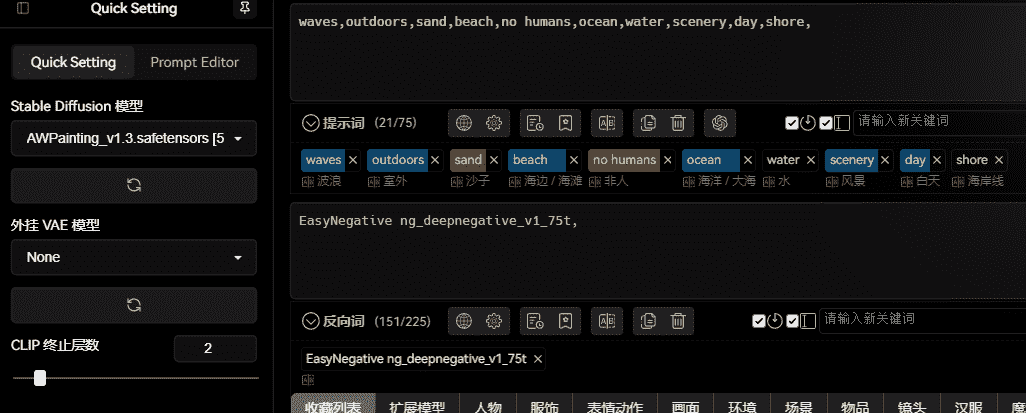 Quick Setting
Quick Setting
Prompt Editor
Stable Diffusion 模型
AWPainting_v1.3.safetensors [5
外挂 VAE 模型
None
CLIP 终止层数
2
waves,outdoors,sand,beach,no humans,ocean,water,scenery,day,shore,
提示词 (21/75)
请输入新关键词
waves × outdoors × sand × beach × no humans × ocean × water × scenery × day × shore ×
波浪 室外 沙子 海边 / 海滩 非人 海洋 / 大海 水 风景 白天 海岸线
EasyNegative ng_deepnegative_v1_75t,
反向词 (151/225)
请输入新关键词
EasyNegative ng_deepnegative_v1_75t ×
收藏列表 扩展模型 人物 服饰 表情动作 画面 环境 场景 物品 镜头 汉服